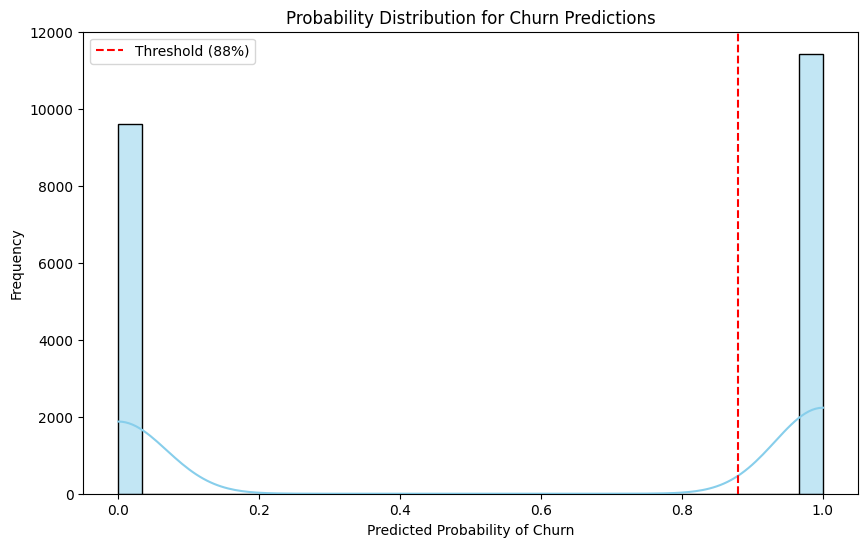 Probability Distribution for Churn Predictions
Threshold (88%)
12000
10000
8000
6000
4000
2000
0
Frequency
0.0 0.2 0.4 0.6 0.8 1.0
Predicted Probability of Churn